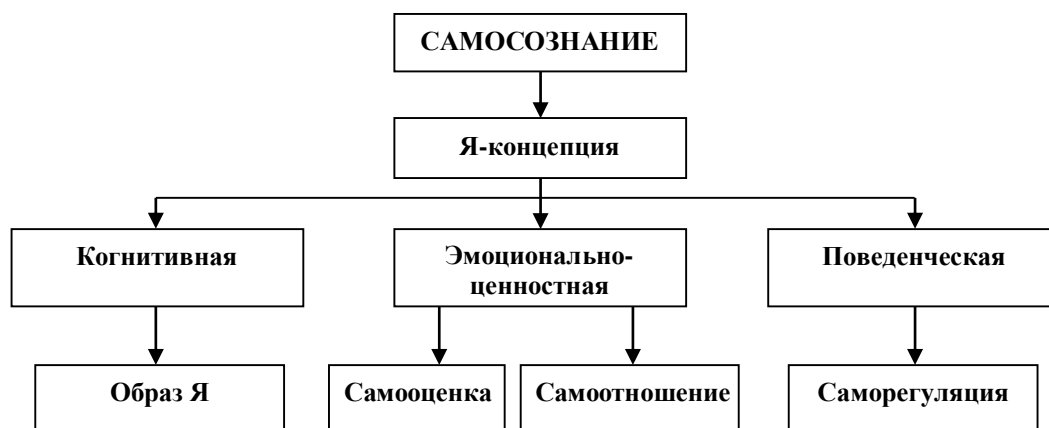 САМОСОЗНАНИЕ
Я-концепция
Когнитивная
Эмоционально-
ценностная
Поведенческая
Образ Я
Самооценка
Самоотношение
Саморегуляция